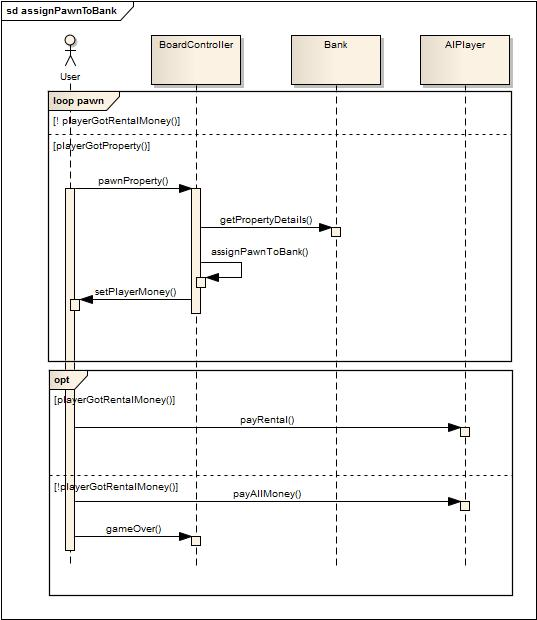 sd assignPawnToBank
User
BoardController
Bank
AIPlayer
loop pawn
[! playerGotRentalMoney()]
[playerGotProperty()]
pawnProperty()
getPropertyDetails()
assignPawnToBank()
setPlayerMoney()
opt
[playerGotRentalMoney()]
payRental()
[!playerGotRentalMoney()]
payAllMoney()
gameOver()